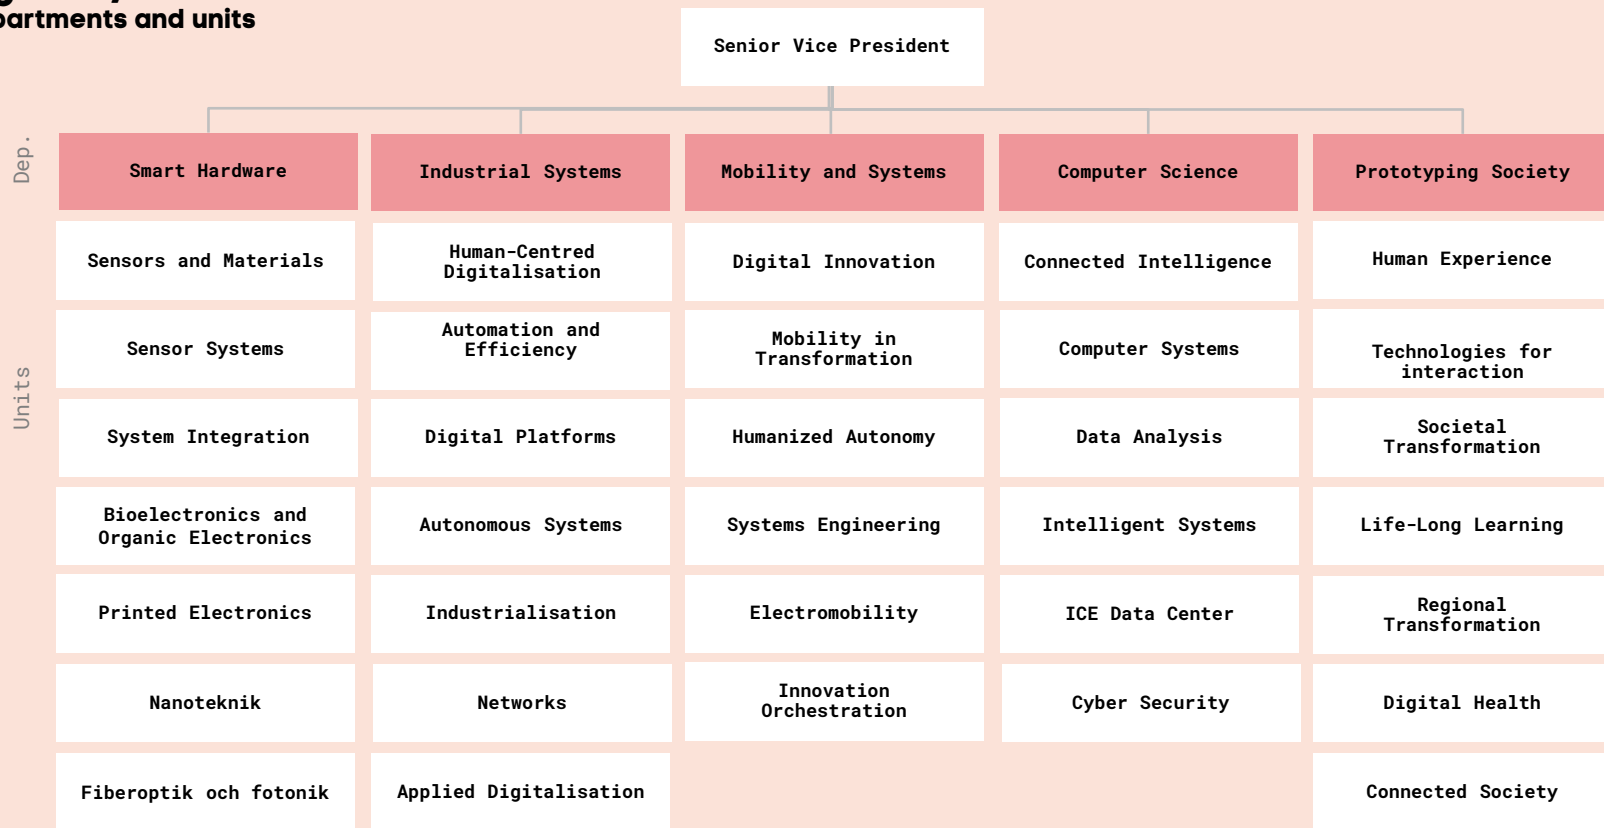 partments and units
Senior Vice President
Dep.
Smart Hardware
Industrial Systems
Mobility and Systems
Computer Science
Prototyping Society
Units
Sensors and Materials
Human-Centred
Digitalisation
Digital Innovation
Connected Intelligence
Human Experience
Sensor Systems
Automation and
Efficiency
Mobility in
Transformation
Computer Systems
Technologies for
interaction
System Integration
Digital Platforms
Humanized Autonomy
Data Analysis
Societal
Transformation
Bioelectronics and
Organic Electronics
Autonomous Systems
Systems Engineering
Intelligent Systems
Life-Long Learning
Printed Electronics
Industrialisation
Electromobility
ICE Data Center
Regional
Transformation
Nanoteknik
Networks
Innovation
Orchestration
Cyber Security
Digital Health
Fiberoptik och fotonik
Applied Digitalisation
Connected Society